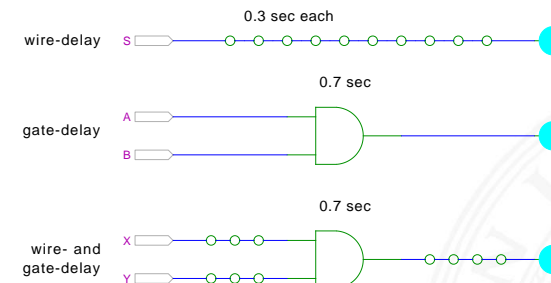 0.3 sec each
wire-delay S
0.7 sec
A
gate-delay
B
0.7 sec
X
wire- and
gate-delay
Y